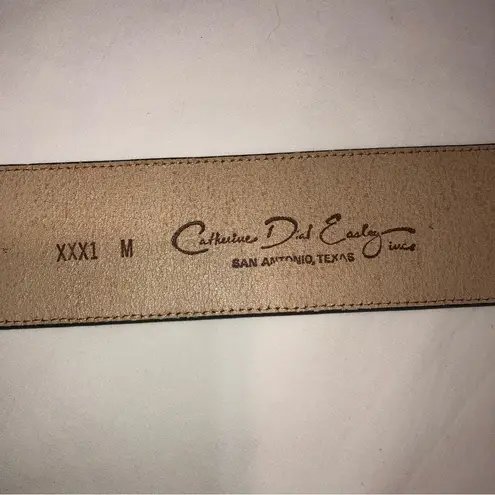 XXX1 M
Catherine Dial Easley inc.
SAN ANTONIO, TEXAS